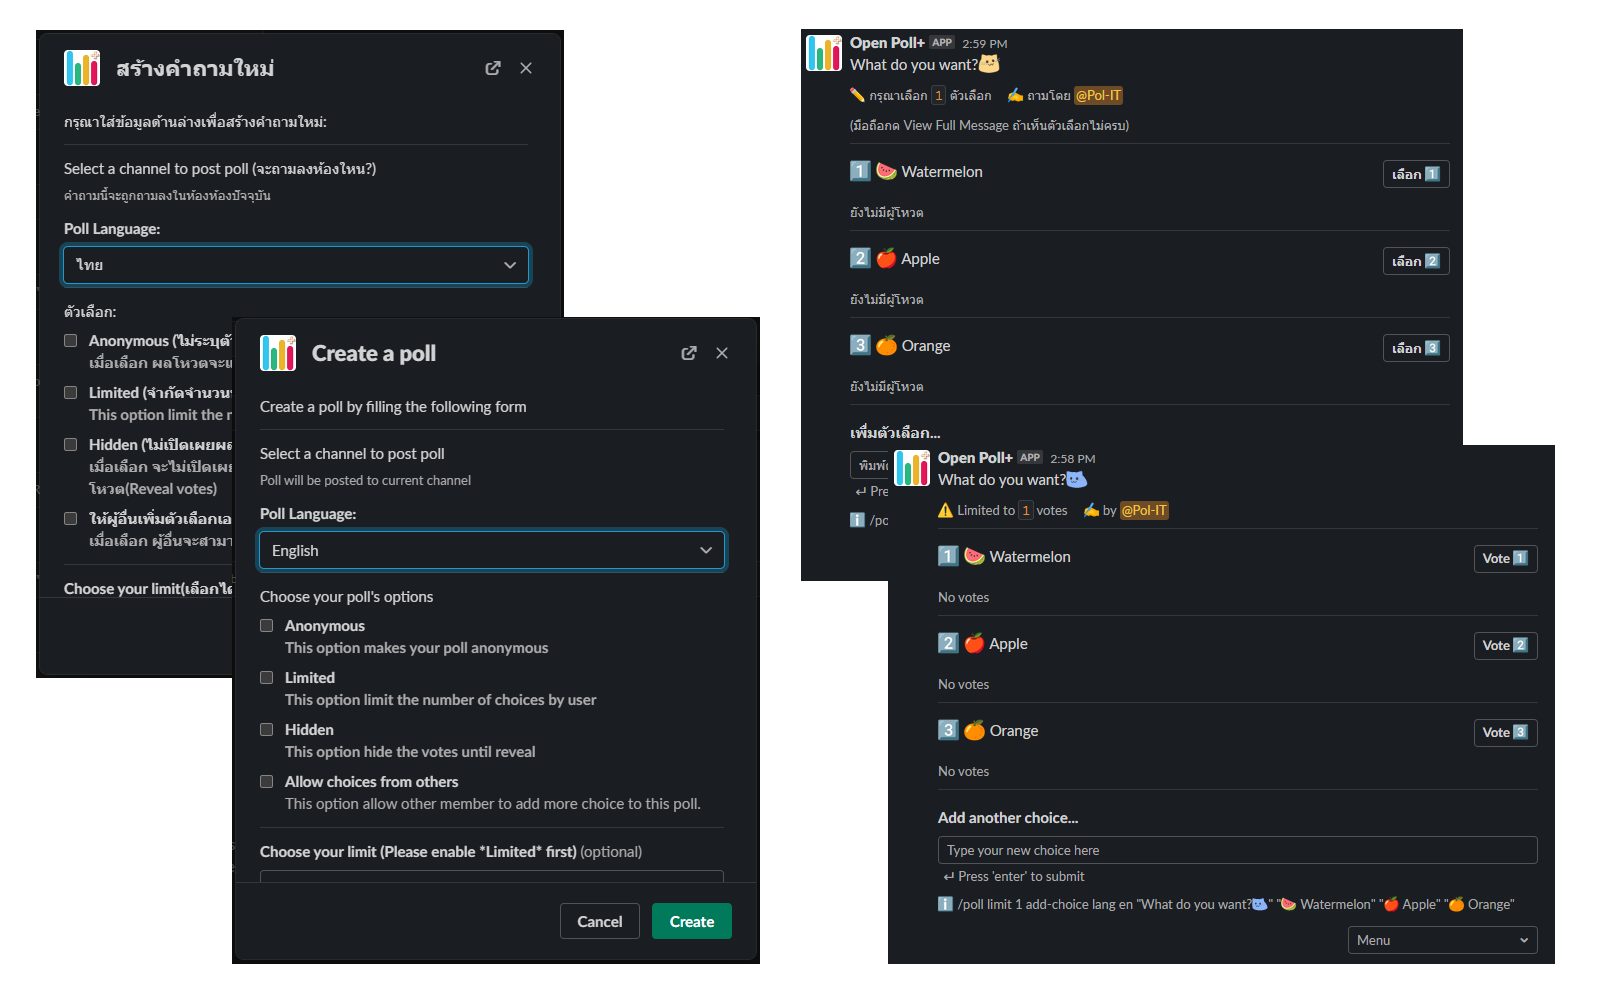 สร้างคำถามใหม่
กรุณาใส่ข้อมูลด้านล่างเพื่อสร้างคำถามใหม่:
Select a channel to post poll (จะถามลงห้องไหน?)
คำถามนี้จะถูกถามลงในห้องห้องปัจจุบัน
Poll Language:
ไทย
ตัวเลือก:
Anonymous (ไม่ระบุตัว
เมื่อเลือก ผลโหวตจะแ
Limited (จำกัดจำนวน
This option limit the r
Hidden (ไม่เปิดเผยผล
เมื่อเลือก จะไม่เปิดเผย
โหวต(Reveal votes)
ให้ผู้อื่นเพิ่มตัวเลือกเอ
เมื่อเลือก ผู้อื่นจะสามา
Choose your limit(เลือกได้
Create a poll
Create a poll by filling the following form
Select a channel to post poll
Poll will be posted to current channel
Poll Language:
English
Choose your poll's options
Anonymous
This option makes your poll anonymous
Limited
This option limit the number of choices by user
Hidden
This option hide the votes until reveal
Allow choices from others
This option allow other member to add more choice to this poll.
Choose your limit (Please enable *Limited* first) (optional)
Cancel Create
Open Poll+ APP 2:59 PM
What do you want?
กรุณาเลือก 1 ตัวเลือก ถามโดย @Pol-IT
(มือถือกด View Full Message ถ้าเห็นตัวเลือกไม่ครบ)
1 Watermelon เลือก 1
ยังไม่มีผู้โหวต
2 Apple เลือก 2
ยังไม่มีผู้โหวต
3 Orange เลือก 3
ยังไม่มีผู้โหวต
เพิ่มตัวเลือก...
พิมพ์
↵ Pre
/po
Open Poll+ APP 2:58 PM
What do you want?
Limited to 1 votes by @Pol-IT
1 Watermelon Vote 1
No votes
2 Apple Vote 2
No votes
3 Orange Vote 3
No votes
Add another choice...
Type your new choice here
↵ Press 'enter' to submit
/poll limit 1 add-choice lang en "What do you want?" "🍉 Watermelon" "🍎 Apple" "🍊 Orange"
Menu